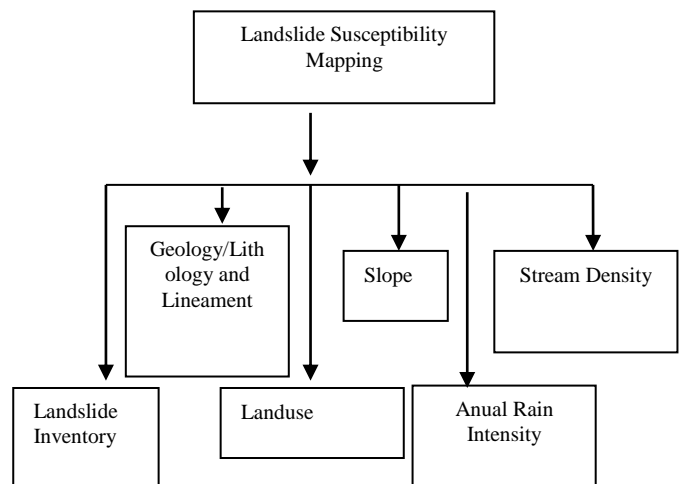 Landslide Susceptibility
Mapping
Geology/Lith
ology and
Lineament
Slope
Stream Density
Landslide
Inventory
Landuse
Anual Rain
Intensity